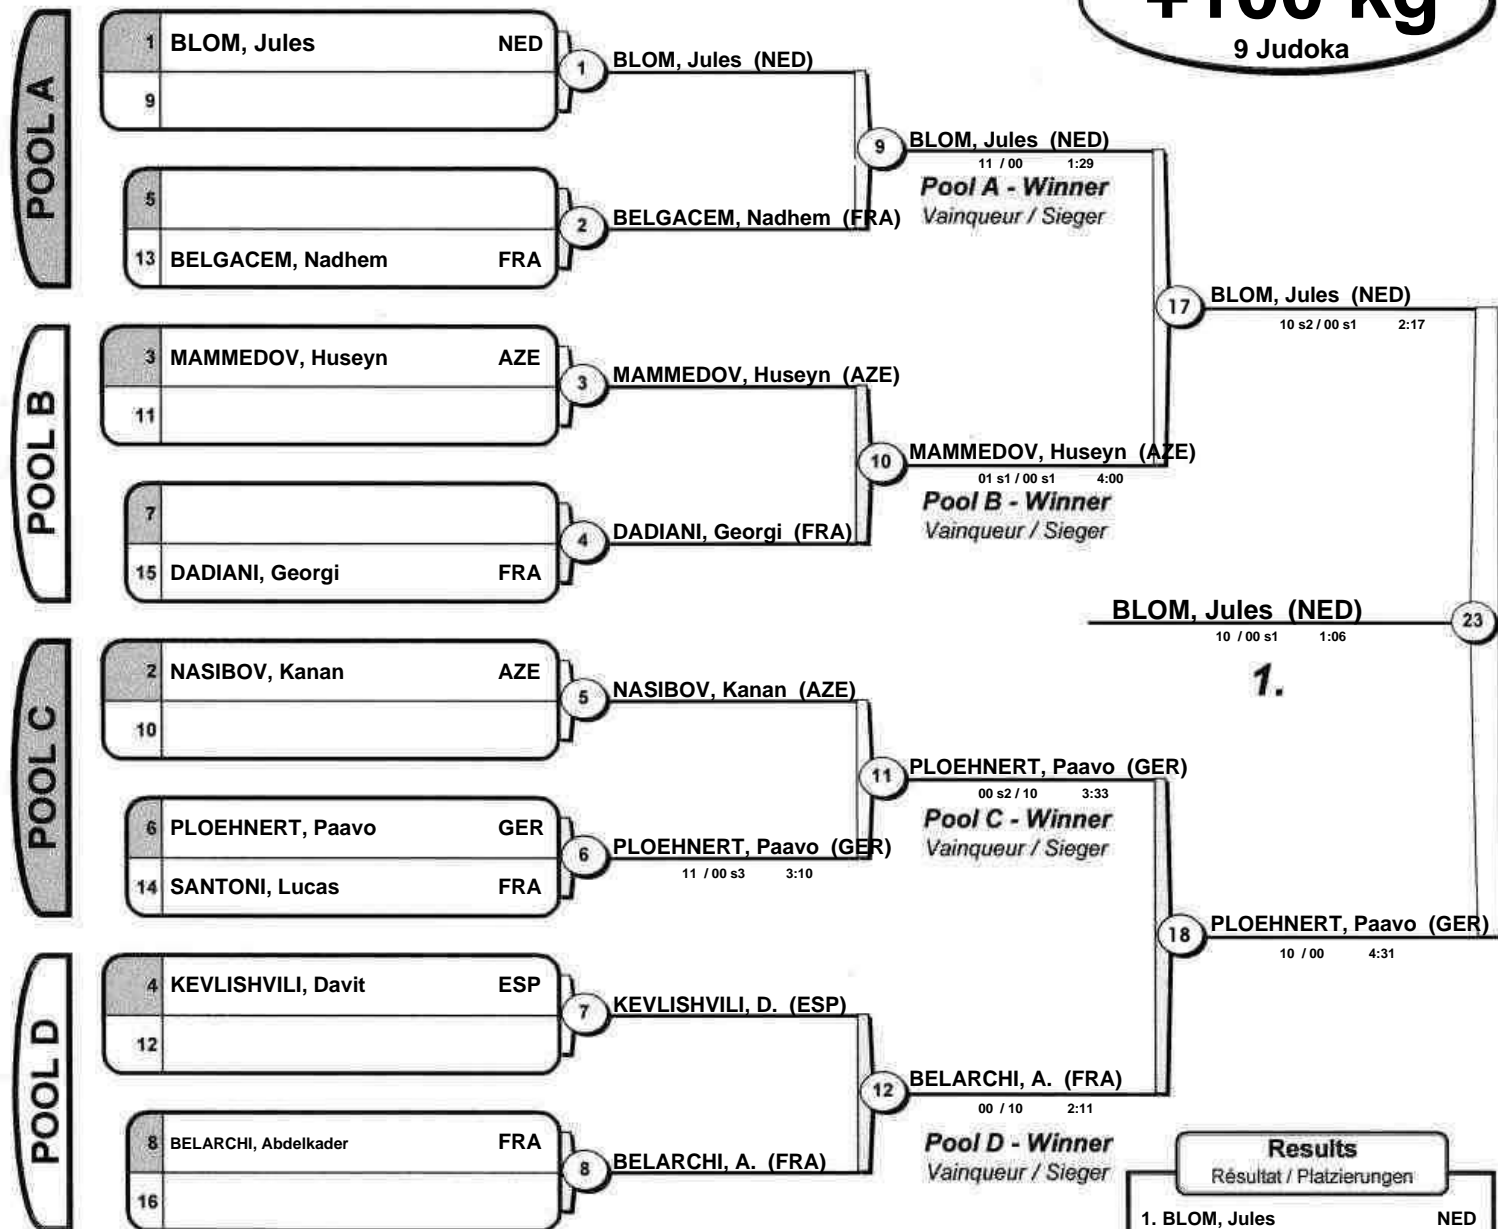 +100 kg
9 Judoka
POOL A
1 BLOM, Jules NED
9
1 BLOM, Jules (NED)
5
13 BELGACEM, Nadhem FRA
2 BELGACEM, Nadhem (FRA)
9 BLOM, Jules (NED)
11 / 00 1:29
Pool A - Winner
Vainqueur / Sieger
POOL B
3 MAMMEDOV, Huseyn AZE
11
3 MAMMEDOV, Huseyn (AZE)
7
15 DADIANI, Georgi FRA
4 DADIANI, Georgi (FRA)
10 MAMMEDOV, Huseyn (AZE)
01 s1 / 00 s1 4:00
Pool B - Winner
Vainqueur / Sieger
17 BLOM, Jules (NED)
10 s2 / 00 s1 2:17
BLOM, Jules (NED) 23
10 / 00 s1 1:06
1.
POOL C
2 NASIBOV, Kanan AZE
10
5 NASIBOV, Kanan (AZE)
6 PLOEHNERT, Paavo GER
14 SANTONI, Lucas FRA
6 PLOEHNERT, Paavo (GER)
11 / 00 s3 3:10
11 PLOEHNERT, Paavo (GER)
00 s2 / 10 3:33
Pool C - Winner
Vainqueur / Sieger
POOL D
4 KEVLISHVILI, Davit ESP
12
7 KEVLISHVILI, D. (ESP)
8 BELARCHI, Abdelkader FRA
16
8 BELARCHI, A. (FRA)
12 BELARCHI, A. (FRA)
00 / 10 2:11
Pool D - Winner
Vainqueur / Sieger
18 PLOEHNERT, Paavo (GER)
10 / 00 4:31
Results
Résultat / Platzierungen
1. BLOM, Jules NED